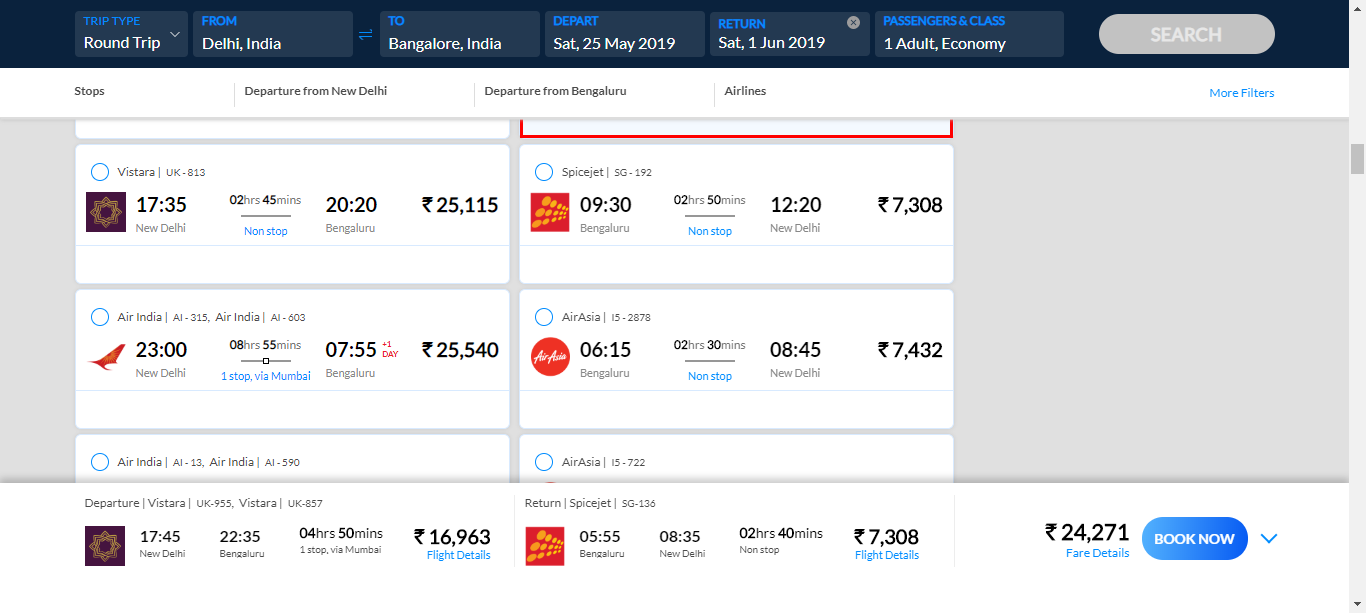 TRIP TYPE
Round Trip
FROM
Delhi, India
TO
Bangalore, India
DEPART
Sat, 25 May 2019
RETURN
Sat, 1 Jun 2019
PASSENGERS & CLASS
1 Adult, Economy
SEARCH
Stops
Departure from New Delhi
Departure from Bengaluru
Airlines
More Filters
Vistara | UK - 813
17:35
New Delhi
02hrs 45mins
Non stop
20:20
Bengaluru
₹ 25,115
Spicejet | SG - 192
09:30
Bengaluru
02hrs 50mins
Non stop
12:20
New Delhi
₹ 7,308
Air India | AI - 315, Air India | AI - 603
23:00
New Delhi
08hrs 55mins
1 stop, via Mumbai
07:55
+1
DAY
Bengaluru
₹ 25,540
AirAsia | I5 - 2878
AirAsia
06:15
Bengaluru
02hrs 30mins
Non stop
08:45
New Delhi
₹ 7,432
Air India | AI - 13, Air India | AI - 590
AirAsia | I5 - 722
Departure | Vistara | UK-955, Vistara | UK-857
17:45
New Delhi
22:35
Bengaluru
04hrs 50mins
1 stop, via Mumbai
₹ 16,963
Flight Details
Return | Spicejet | SG-136
05:55
Bengaluru
08:35
New Delhi
02hrs 40mins
Non stop
₹ 7,308
Flight Details
₹ 24,271
Fare Details
BOOK NOW